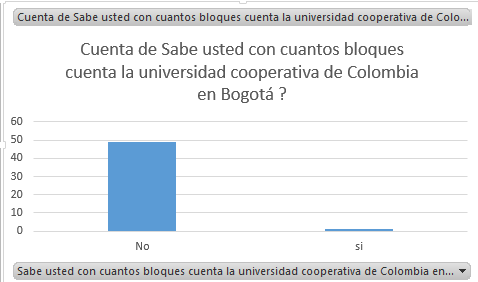 Cuenta de Sabe usted con cuantos bloques cuenta la universidad cooperativa de Colo...
Cuenta de Sabe usted con cuantos bloques
cuenta la universidad cooperativa de Colombia
en Bogotá ?
60
50
40
30
20
10
0
No
si
Sabe usted con cuantos bloques cuenta la universidad cooperativa de Colombia en...